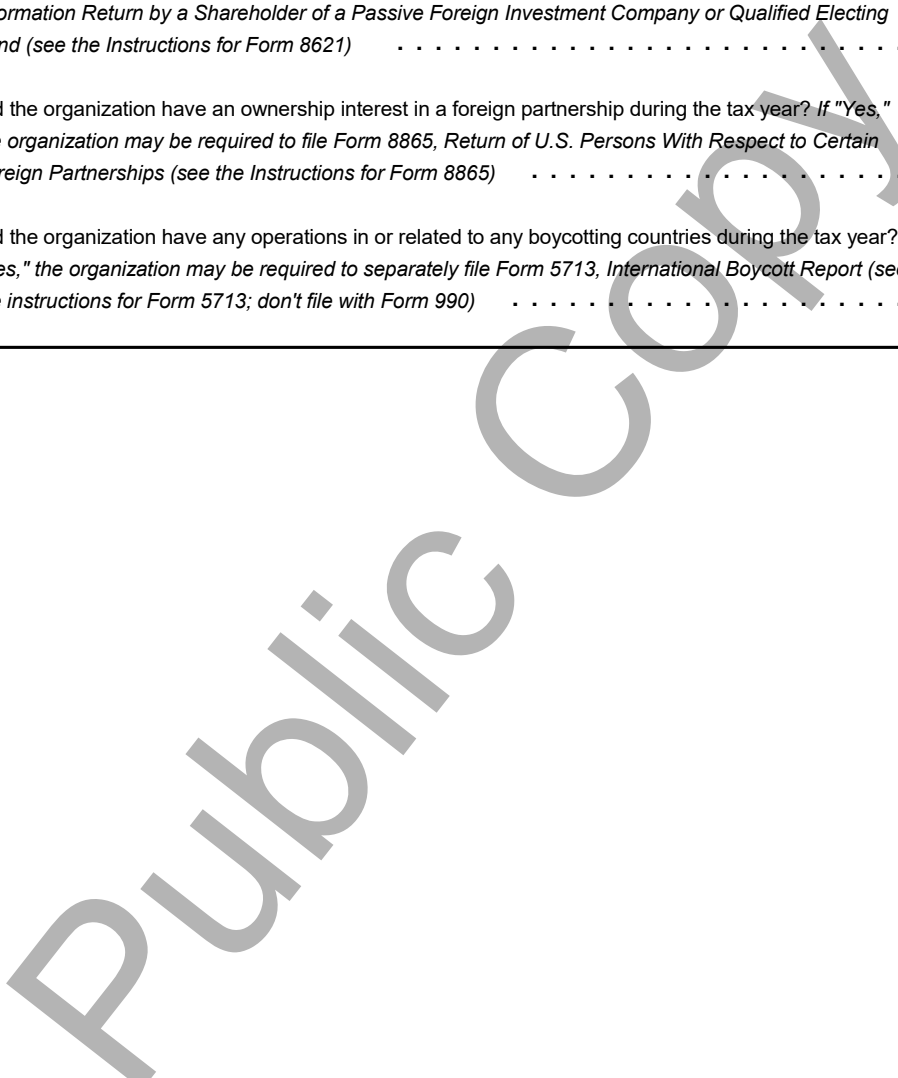 ormation Return by a Shareholder of a Passive Foreign Investment Company or Qualified Electing
nd (see the Instructions for Form 8621) . . . . . . . . . . . . . . . . . . . . . . . . . . .
d the organization have an ownership interest in a foreign partnership during the tax year? If "Yes,"
e organization may be required to file Form 8865, Return of U.S. Persons With Respect to Certain
reign Partnerships (see the Instructions for Form 8865) . . . . . . . . . . . . . . . . . . . .
d the organization have any operations in or related to any boycotting countries during the tax year?
es," the organization may be required to separately file Form 5713, International Boycott Report (see
e instructions for Form 5713; don't file with Form 990) . . . . . . . . . . . . . . . . . . . . .
Public Copy